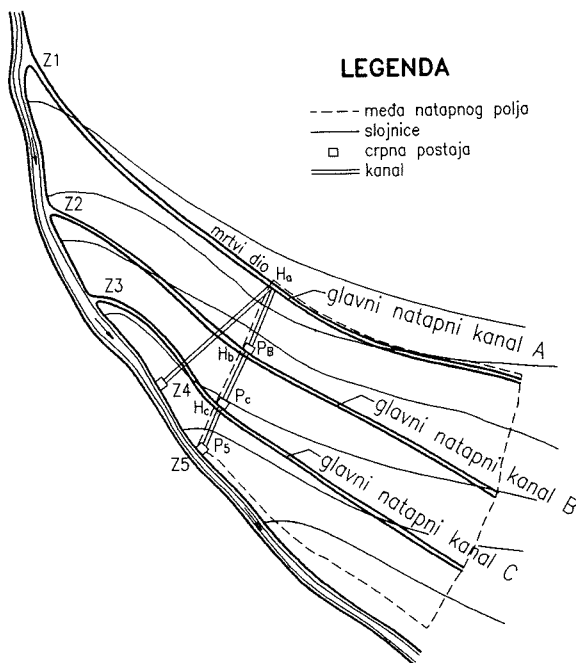 Z1
LEGENDA
međa natapnog polja
slojnice
crpna postaja
kanal
Z2
mrtvi dio
Ha
glavni natapni kanal A
Z3
PB
Hb
Z4
Pc
Hc
glavni natapni kanal B
P5
Z5
glavni natapni kanal C